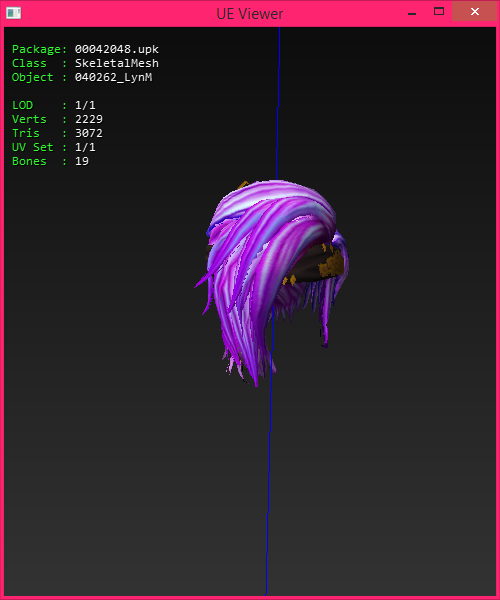 UE Viewer
Package: 00042048.upk
Class : SkeletalMesh
Object : 040262_LynM
LOD : 1/1
Verts : 2229
Tris : 3072
UV Set : 1/1
Bones : 19